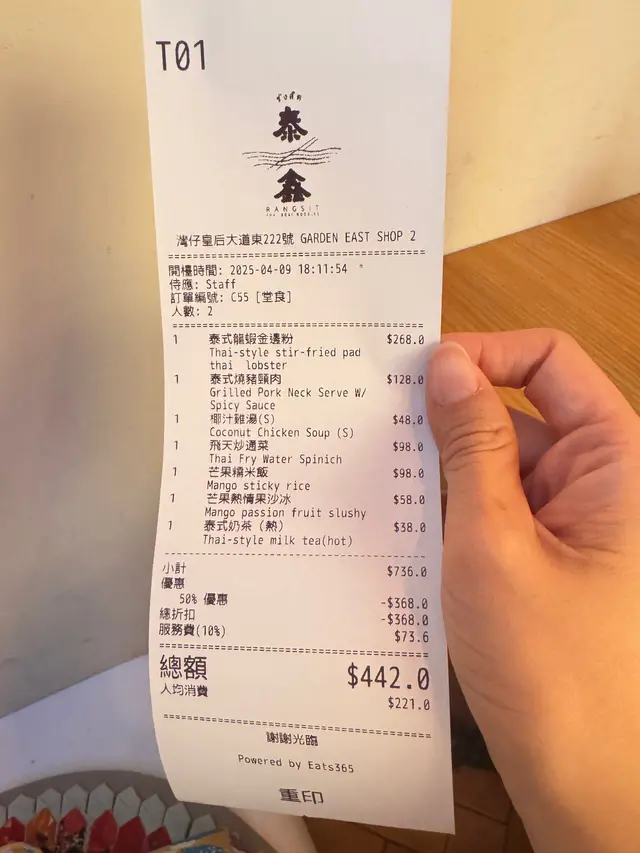 T01
รังสิต
泰
鑫
RANGSIT
灣仔皇后大道東222號 GARDEN EAST SHOP 2
開檯時間: 2025-04-09 18:11:54
侍應: Staff
訂單編號: C55 [堂食]
人數: 2
1 泰式龍蝦金邊粉 $268.0
Thai-style stir-fried pad
thai lobster
1 泰式燒豬頸肉 $128.0
Grilled Pork Neck Serve W/
Spicy Sauce
1 椰汁雞湯(S) $48.0
Coconut Chicken Soup (S)
1 飛天炒通菜 $98.0
Thai Fry Water Spinich
1 芒果糯米飯 $98.0
Mango sticky rice
1 芒果熱情果沙冰 $58.0
Mango passion fruit slushy
1 泰式奶茶 (熱) $38.0
Thai-style milk tea(hot)
小計 $736.0
優惠
50% 優惠 -$368.0
總折扣 -$368.0
服務費(10%) $73.6
總額 $442.0
人均消費 $221.0
謝謝光臨
Powered by Eats365
重印